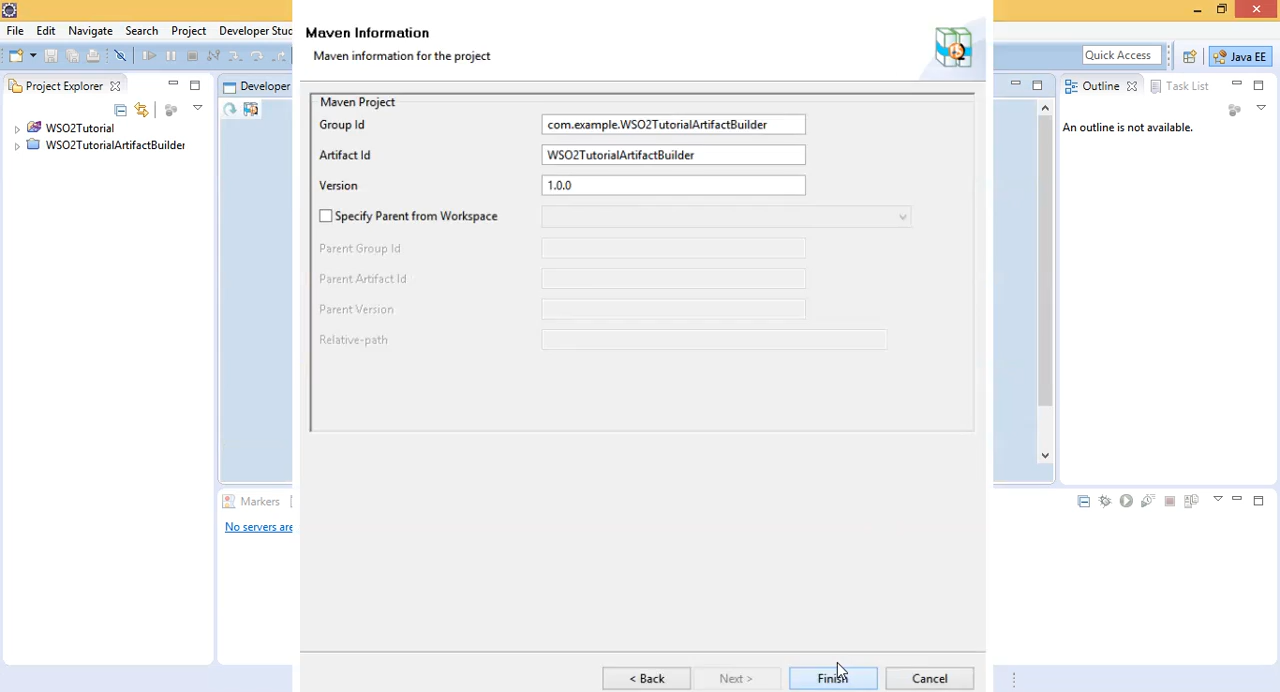 File Edit Navigate Search Project Developer Stud
Quick Access
Java EE
Project Explorer
WSO2Tutorial
WSO2TutorialArtifactBuilder
Developer
Maven Information
Maven information for the project
Maven Project
Group Id com.example.WSO2TutorialArtifactBuilder
Artifact Id WSO2TutorialArtifactBuilder
Version 1.0.0
Specify Parent from Workspace
Parent Group Id
Parent Artifact Id
Parent Version
Relative-path
< Back Next > Finish Cancel
Outline Task List
An outline is not available.
Markers
No servers are